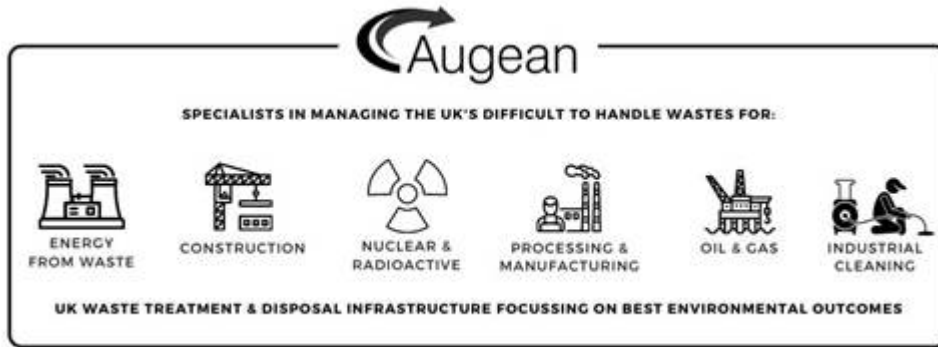 Augean
SPECIALISTS IN MANAGING THE UK'S DIFFICULT TO HANDLE WASTES FOR:
ENERGY
FROM WASTE
CONSTRUCTION
NUCLEAR &
RADIOACTIVE
PROCESSING &
MANUFACTURING
OIL & GAS
INDUSTRIAL
CLEANING
UK WASTE TREATMENT & DISPOSAL INFRASTRUCTURE FOCUSSING ON BEST ENVIRONMENTAL OUTCOMES